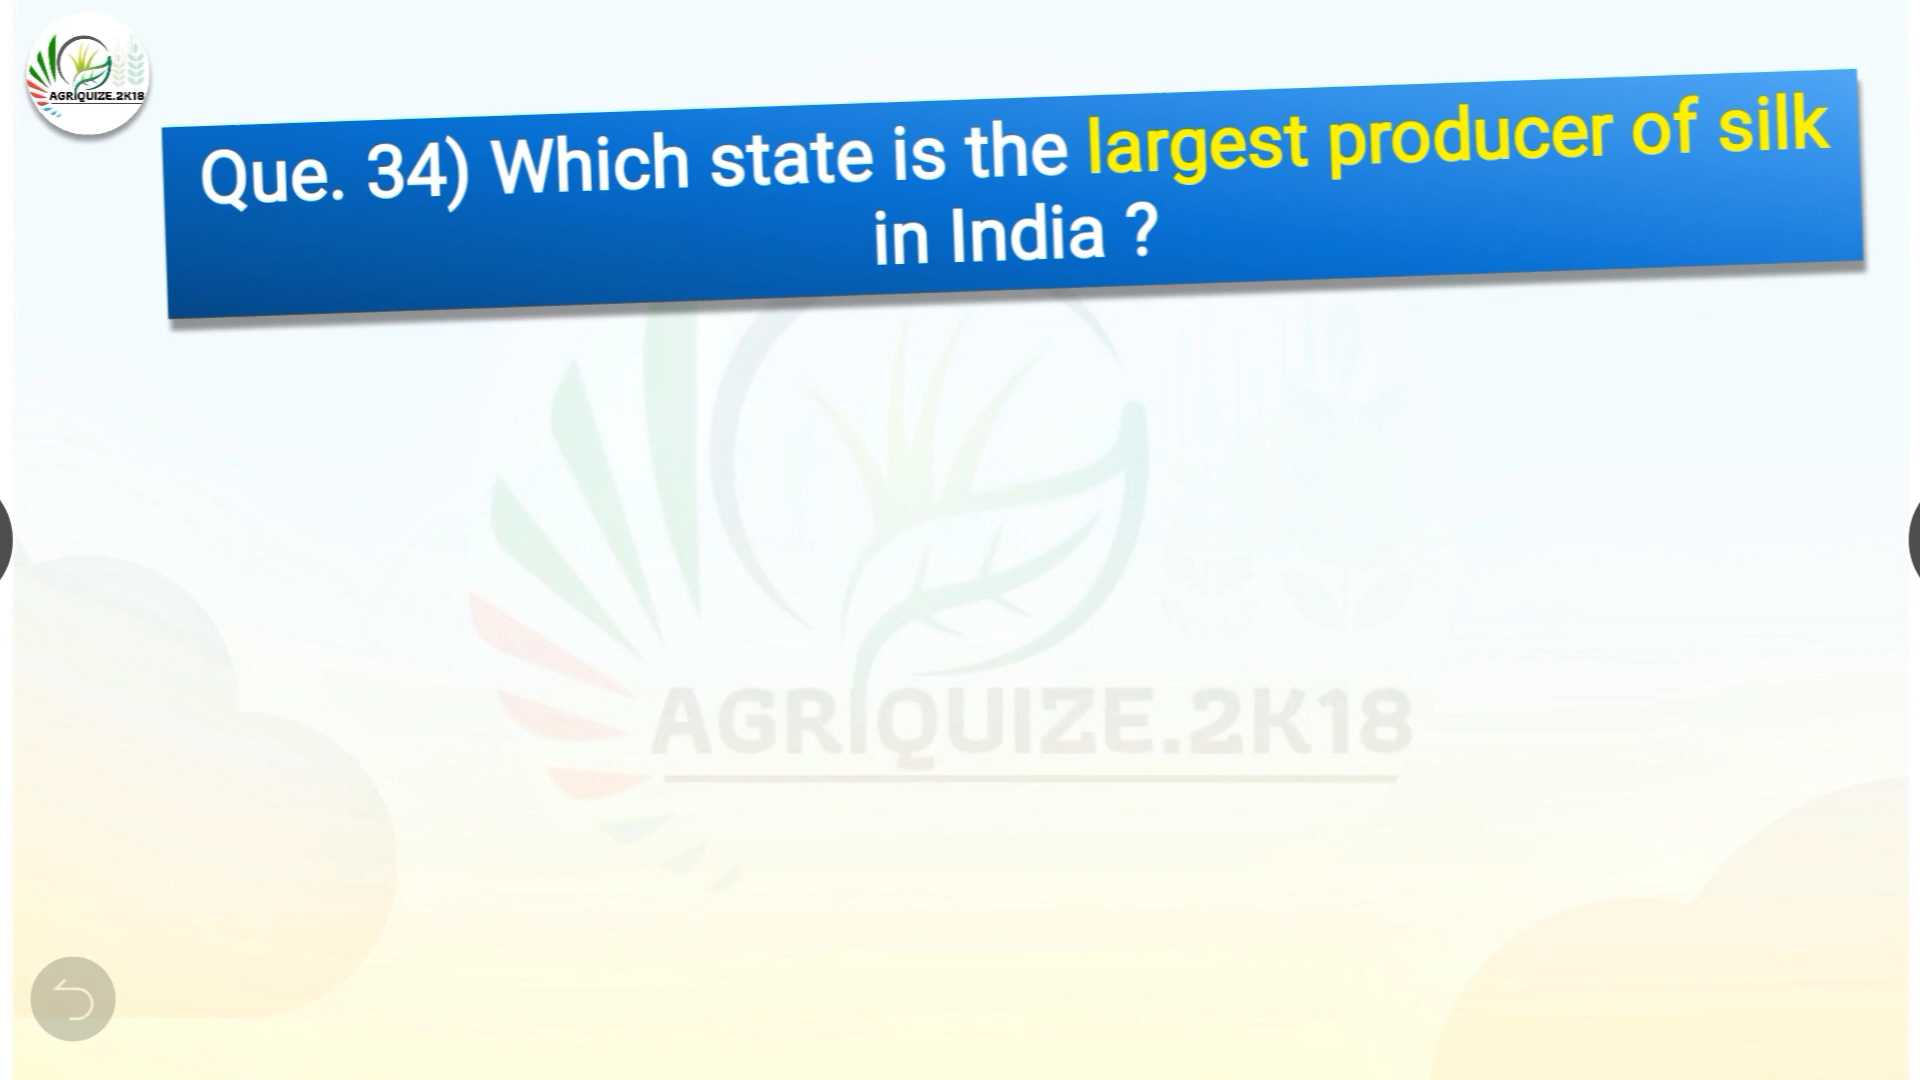 AGRIQUIZE.2K18
Que. 34) Which state is the largest producer of silk
in India ?
AGRIQUIZE.2K18